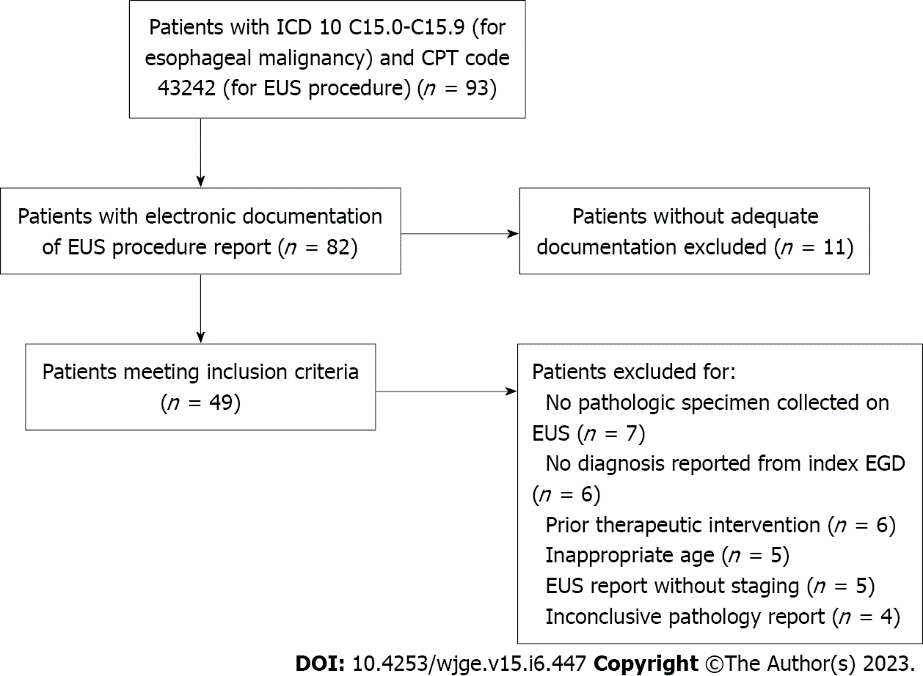 Patients with ICD 10 C15.0-C15.9 (for
esophageal malignancy) and CPT code
43242 (for EUS procedure) (n = 93)
Patients with electronic documentation
of EUS procedure report (n = 82)
Patients without adequate
documentation excluded (n = 11)
Patients meeting inclusion criteria
(n = 49)
Patients excluded for:
No pathologic specimen collected on
EUS (n = 7)
No diagnosis reported from index EGD
(n = 6)
Prior therapeutic intervention (n = 6)
Inappropriate age (n = 5)
EUS report without staging (n = 5)
Inconclusive pathology report (n = 4)
DOI: 10.4253/wjge.v15.i6.447 Copyright ©The Author(s) 2023.